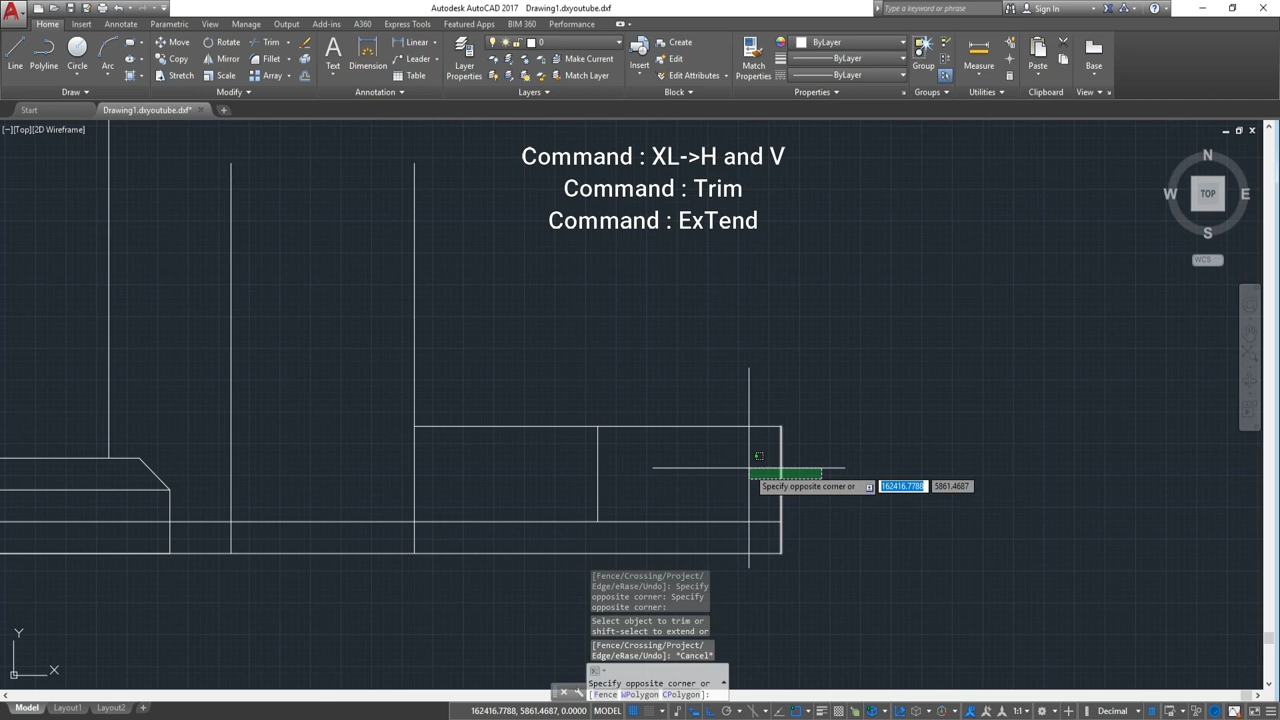 Autodesk AutoCAD 2017 Drawing1.dxyoutube.dxf
Type a keyword or phrase
Sign In
Home Insert Annotate Parametric View Manage Output Add-ins A360 Express Tools Featured Apps BIM 360 Performance
Line Polyline Circle Arc
Move Rotate Trim
Copy Mirror Fillet
Stretch Scale Array
Text Dimension
Linear
Leader
Table
Layer Properties
0
Make Current
Match Layer
Insert
Create
Edit
Edit Attributes
Match Properties
ByLayer
ByLayer
ByLayer
Group
Measure
Paste
Base
Draw Modify Annotation Layers Block Properties Groups Utilities Clipboard View
Start Drawing1.dxyoutube.dxf*
[−][Top][2D Wireframe]
Command : XL->H and V
Command : Trim
Command : ExTend
N
W TOP E
S
WCS
Specify opposite corner or 162416.7788 5861.4687
[Fence/Crossing/Project/
Edge/eRase/Undo]: Specify
opposite corner: Specify
opposite corner:
Select object to trim or
shift-select to extend or
[Fence/Crossing/Project/
Edge/eRase/Undo]: *Cancel*
Specify opposite corner or
[Fence WPolygon CPolygon]:
Y
X
Model Layout1 Layout2 +
162416.7788, 5861.4687, 0.0000 MODEL 1:1 Decimal